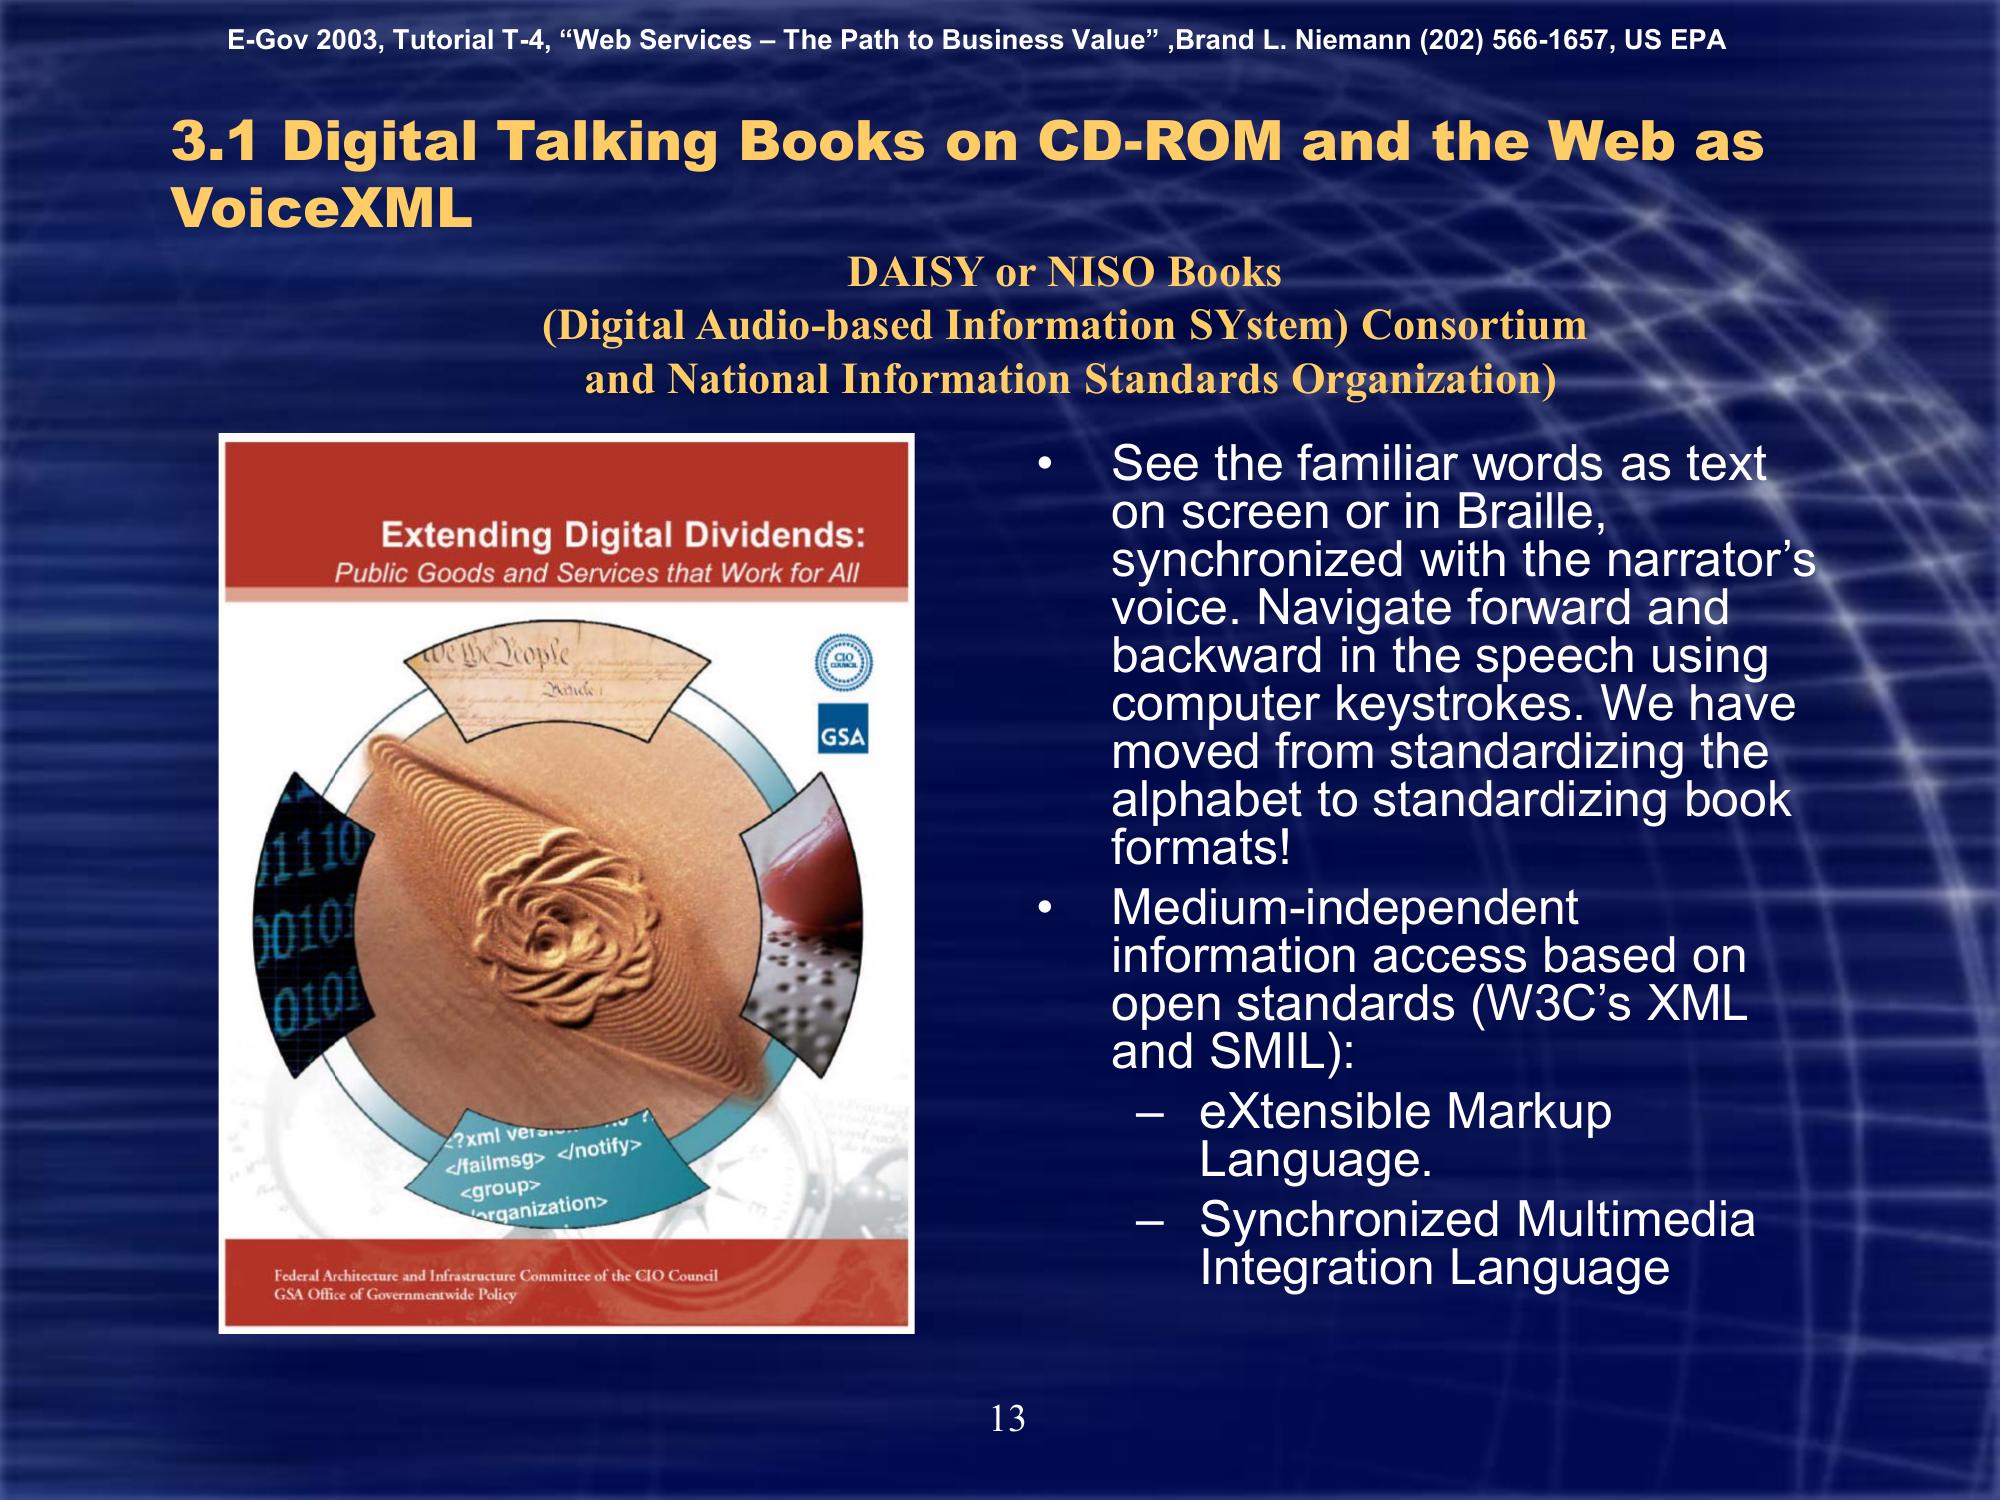 E-Gov 2003, Tutorial T-4, “Web Services – The Path to Business Value” ,Brand L. Niemann (202) 566-1657, US EPA
3.1 Digital Talking Books on CD-ROM and the Web as
VoiceXML
DAISY or NISO Books
(Digital Audio-based Information SYstem) Consortium
and National Information Standards Organization)
Extending Digital Dividends:
Public Goods and Services that Work for All
We the People
Article I
CIO
COUNCIL
GSA
01110
00101
0101
<?xml
</failmsg> </notify>
<group>
organization>
Federal Architecture and Infrastructure Committee of the CIO Council
GSA Office of Governmentwide Policy
• See the familiar words as text
on screen or in Braille,
synchronized with the narrator’s
voice. Navigate forward and
backward in the speech using
computer keystrokes. We have
moved from standardizing the
alphabet to standardizing book
formats!
• Medium-independent
information access based on
open standards (W3C’s XML
and SMIL):
– eXtensible Markup
Language.
– Synchronized Multimedia
Integration Language
13